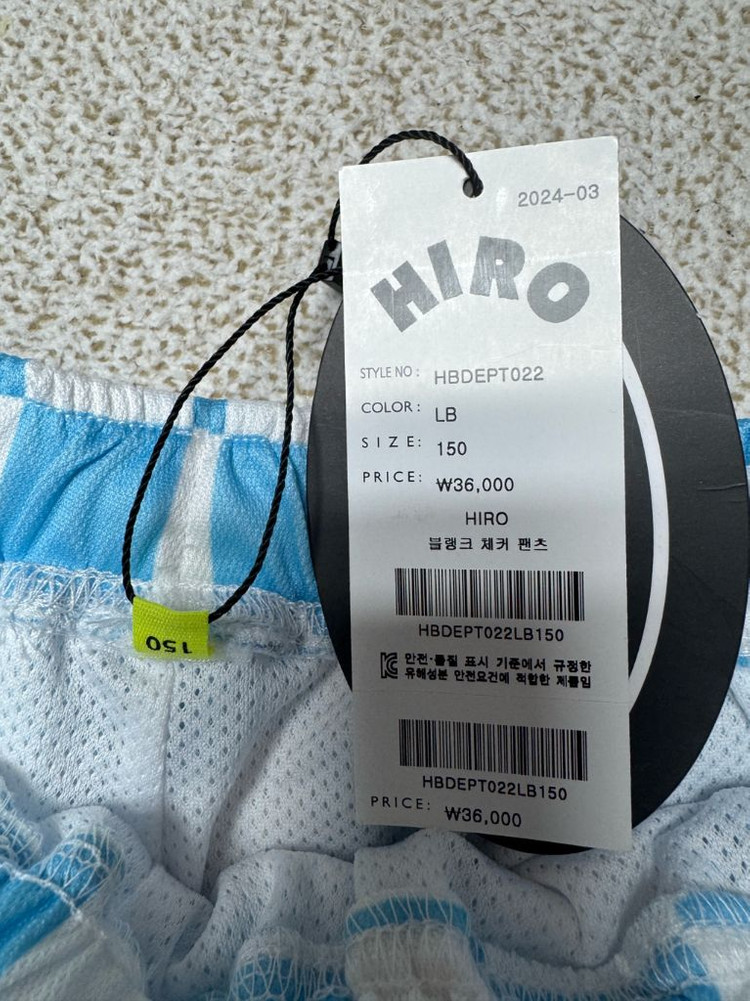 2024-03
HIRO
STYLE NO : HBDEPT022
COLOR: LB
SIZE: 150
PRICE: ₩36,000
HIRO
블랭크 체커 팬츠
HBDEPT022LB150
안전·품질 표시 기준에서 규정한
유해성분 안전요건에 적합한 제품임
HBDEPT022LB150
PRICE: ₩36,000
150